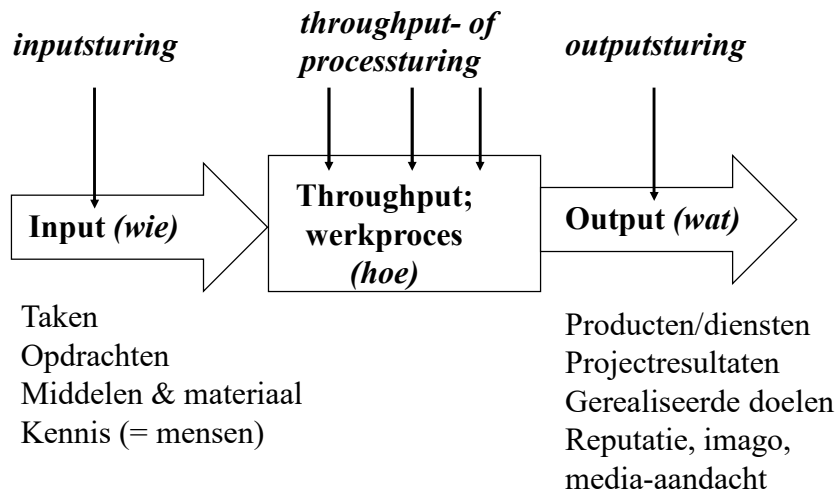 inputsturing
throughput- of
processturing
outputsturing
Input (wie)
Throughput;
werkproces
(hoe)
Output (wat)
Taken
Opdrachten
Middelen & materiaal
Kennis (= mensen)
Producten/diensten
Projectresultaten
Gerealiseerde doelen
Reputatie, imago,
media-aandacht